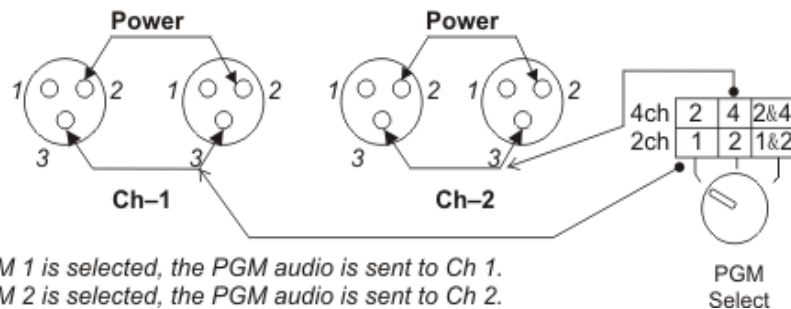 Power Power
1 2 1 2 1 2 1 2
4ch 2 4 2&4
2ch 1 2 1&2
3 3 3 3
Ch–1 Ch–2
M 1 is selected, the PGM audio is sent to Ch 1.
M 2 is selected, the PGM audio is sent to Ch 2.
PGM
Select